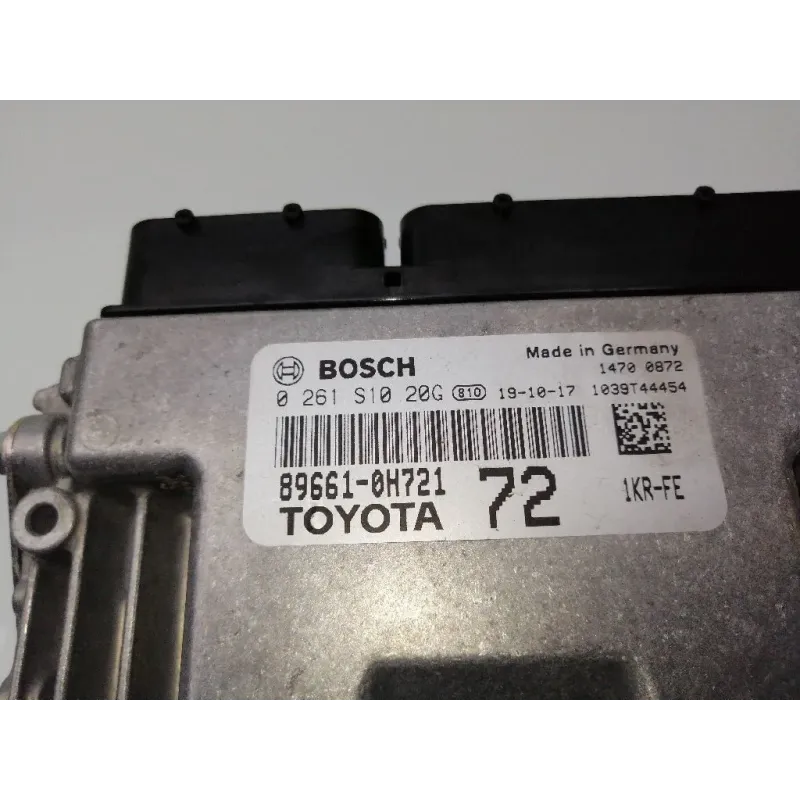 BOSCH Made in Germany
1470 0872
0 261 S10 20G 810 19-10-17 1039T44454
89661-0H721
TOYOTA 72 1KR-FE